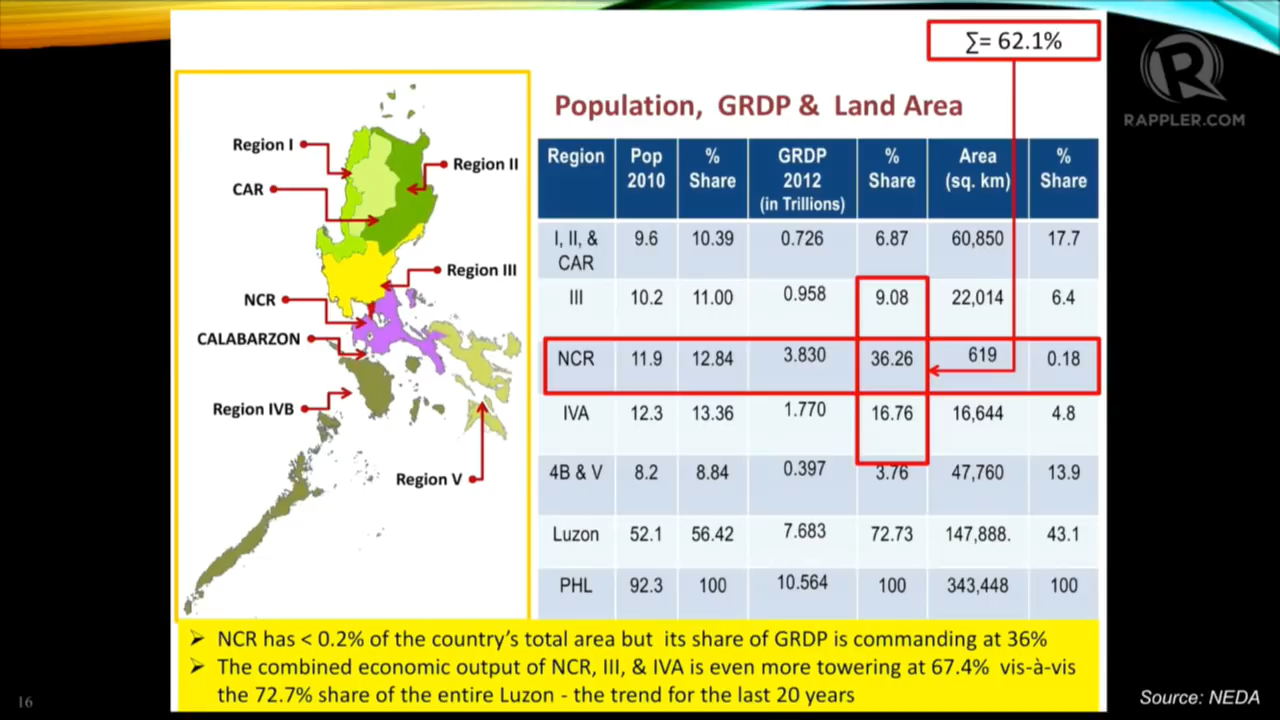 ∑= 62.1%
RAPPLER.COM
Population, GRDP & Land Area
Region I
Region II
CAR
Region III
NCR
CALABARZON
Region IVB
Region V
Region Pop 2010 % Share GRDP 2012 (in Trillions) % Share Area (sq. km) % Share
I, II, & CAR 9.6 10.39 0.726 6.87 60,850 17.7
III 10.2 11.00 0.958 9.08 22,014 6.4
NCR 11.9 12.84 3.830 36.26 619 0.18
IVA 12.3 13.36 1.770 16.76 16,644 4.8
4B & V 8.2 8.84 0.397 3.76 47,760 13.9
Luzon 52.1 56.42 7.683 72.73 147,888. 43.1
PHL 92.3 100 10.564 100 343,448 100
➢ NCR has < 0.2% of the country's total area but its share of GRDP is commanding at 36%
➢ The combined economic output of NCR, III, & IVA is even more towering at 67.4% vis-à-vis
the 72.7% share of the entire Luzon - the trend for the last 20 years
16
Source: NEDA